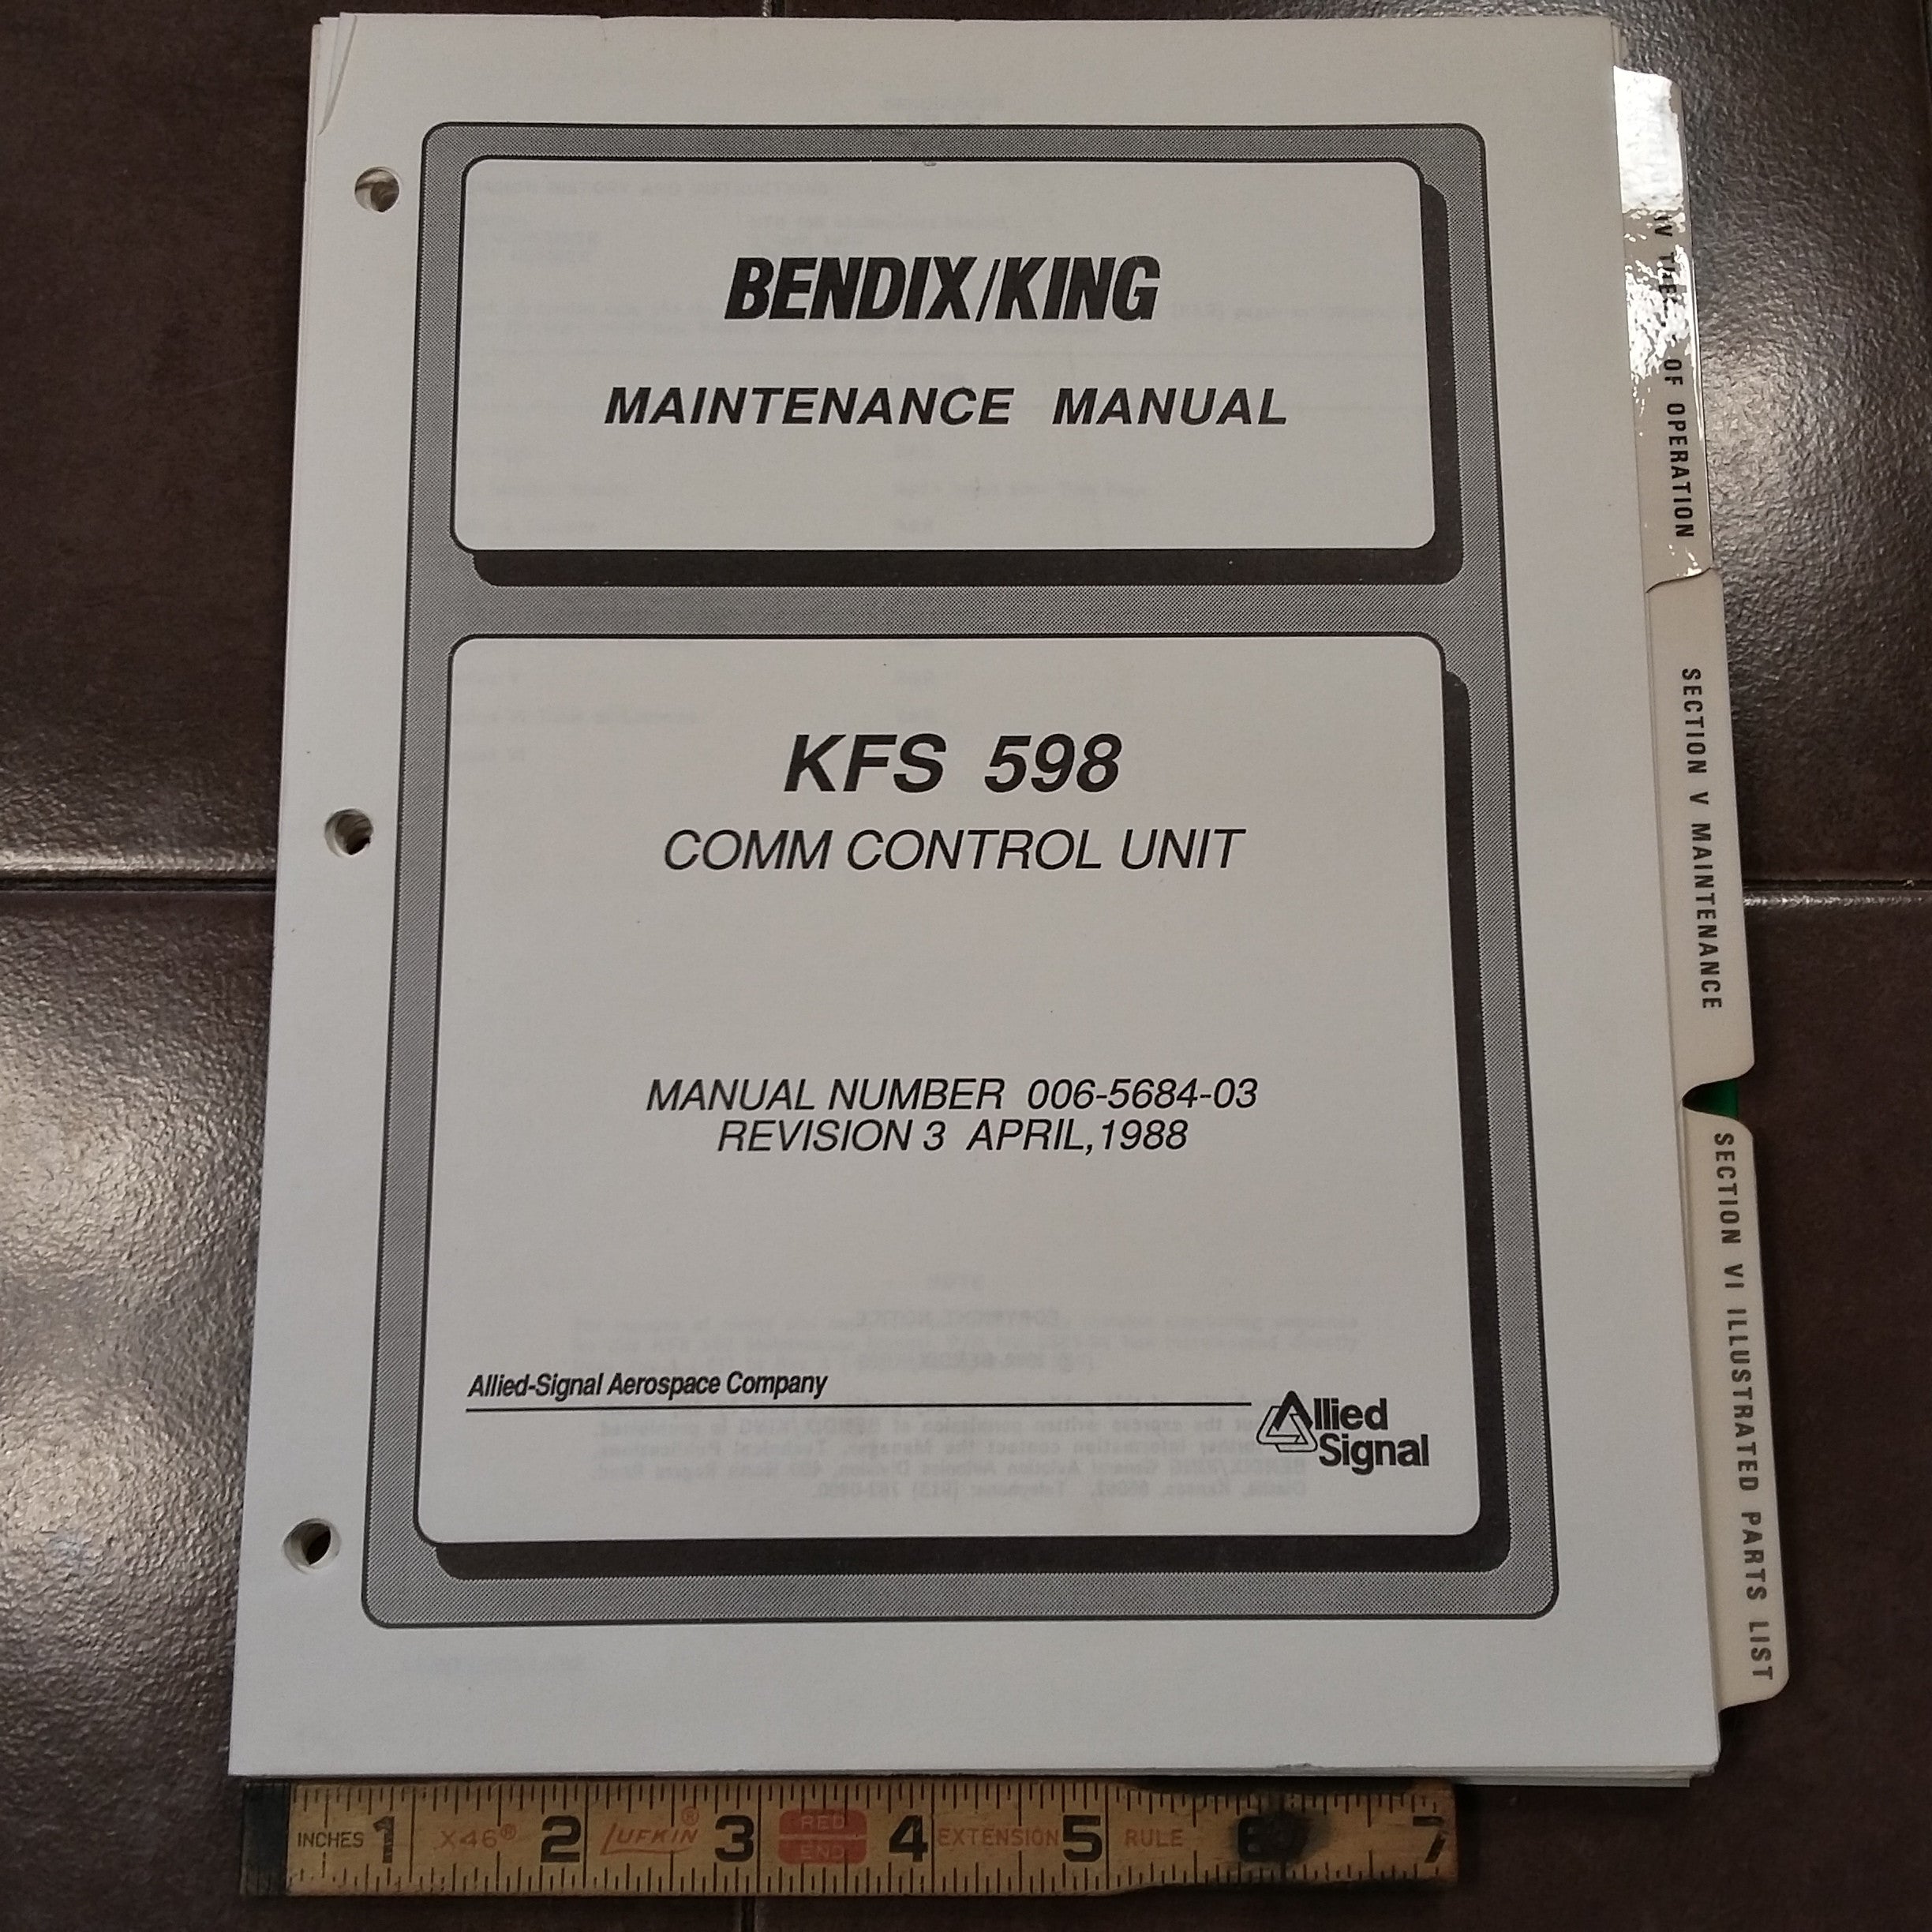 BENDIX/KING
MAINTENANCE MANUAL
KFS 598
COMM CONTROL UNIT
MANUAL NUMBER 006-5684-03
REVISION 3 APRIL,1988
Allied-Signal Aerospace Company
Allied
Signal
IV OF OPERATION
SECTION V MAINTENANCE
SECTION VI ILLUSTRATED PARTS LIST
INCHES 1 X46® 2 LUFKIN® 3 RED END 4 EXTENSION 5 RULE 6 7